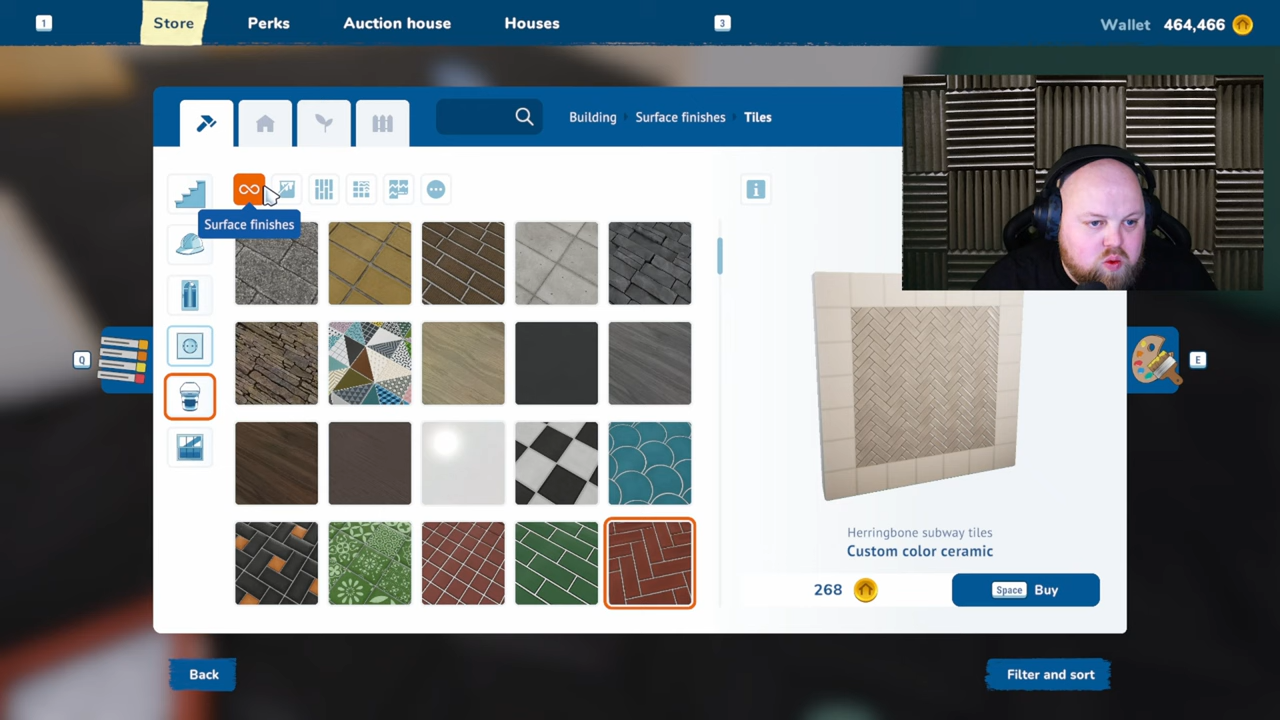 1
Store
Perks
Auction house
Houses
3
Wallet 464,466
Building
Surface finishes
Tiles
Surface finishes
Q
E
Herringbone subway tiles
Custom color ceramic
268
Space Buy
Back
Filter and sort